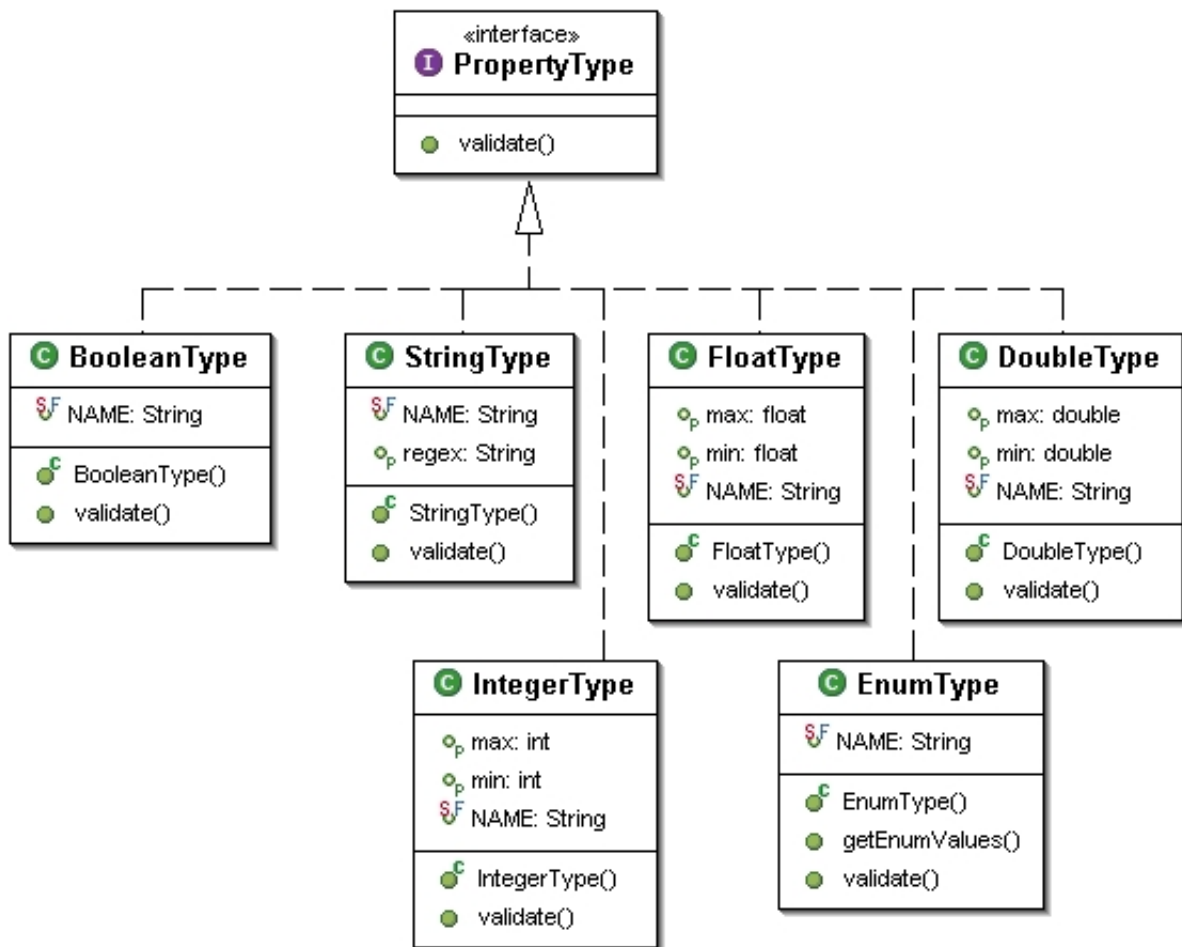 «interface»
I PropertyType
validate()
C BooleanType
S F NAME: String
C BooleanType()
validate()
C StringType
S F NAME: String
P regex: String
C StringType()
validate()
C FloatType
P max: float
P min: float
S F NAME: String
C FloatType()
validate()
C DoubleType
P max: double
P min: double
S F NAME: String
C DoubleType()
validate()
C IntegerType
P max: int
P min: int
S F NAME: String
C IntegerType()
validate()
C EnumType
S F NAME: String
C EnumType()
getEnumValues()
validate()